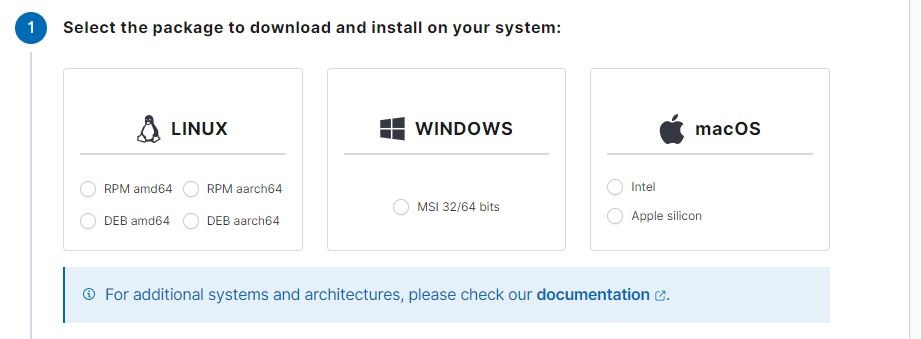 1
Select the package to download and install on your system:
LINUX
RPM amd64
RPM aarch64
DEB amd64
DEB aarch64
WINDOWS
MSI 32/64 bits
macOS
Intel
Apple silicon
For additional systems and architectures, please check our documentation.